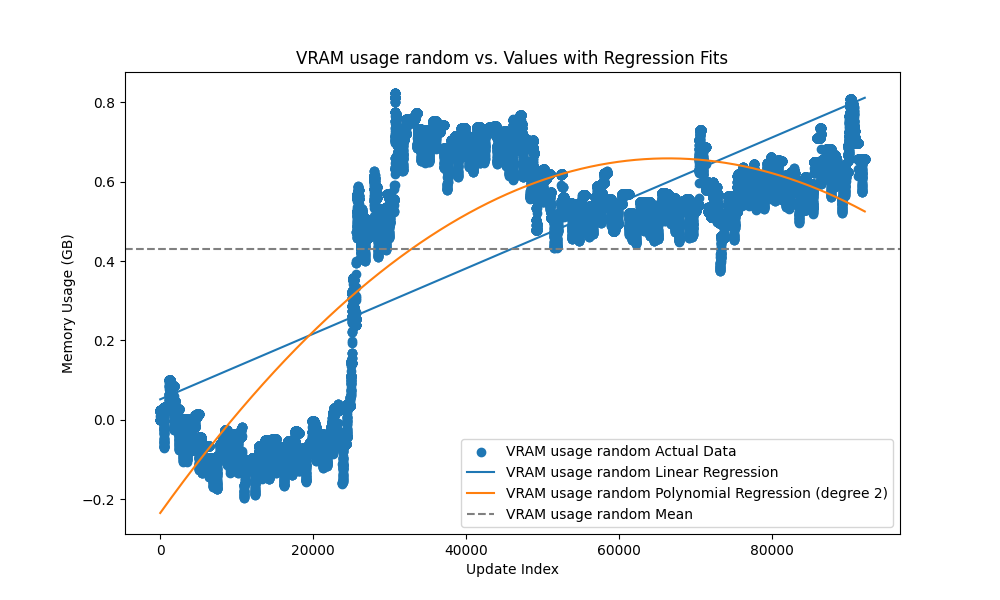 VRAM usage random vs. Values with Regression Fits
Memory Usage (GB)
0.8
0.6
0.4
0.2
0.0
−0.2
VRAM usage random Actual Data
VRAM usage random Linear Regression
VRAM usage random Polynomial Regression (degree 2)
VRAM usage random Mean
0 20000 40000 60000 80000
Update Index